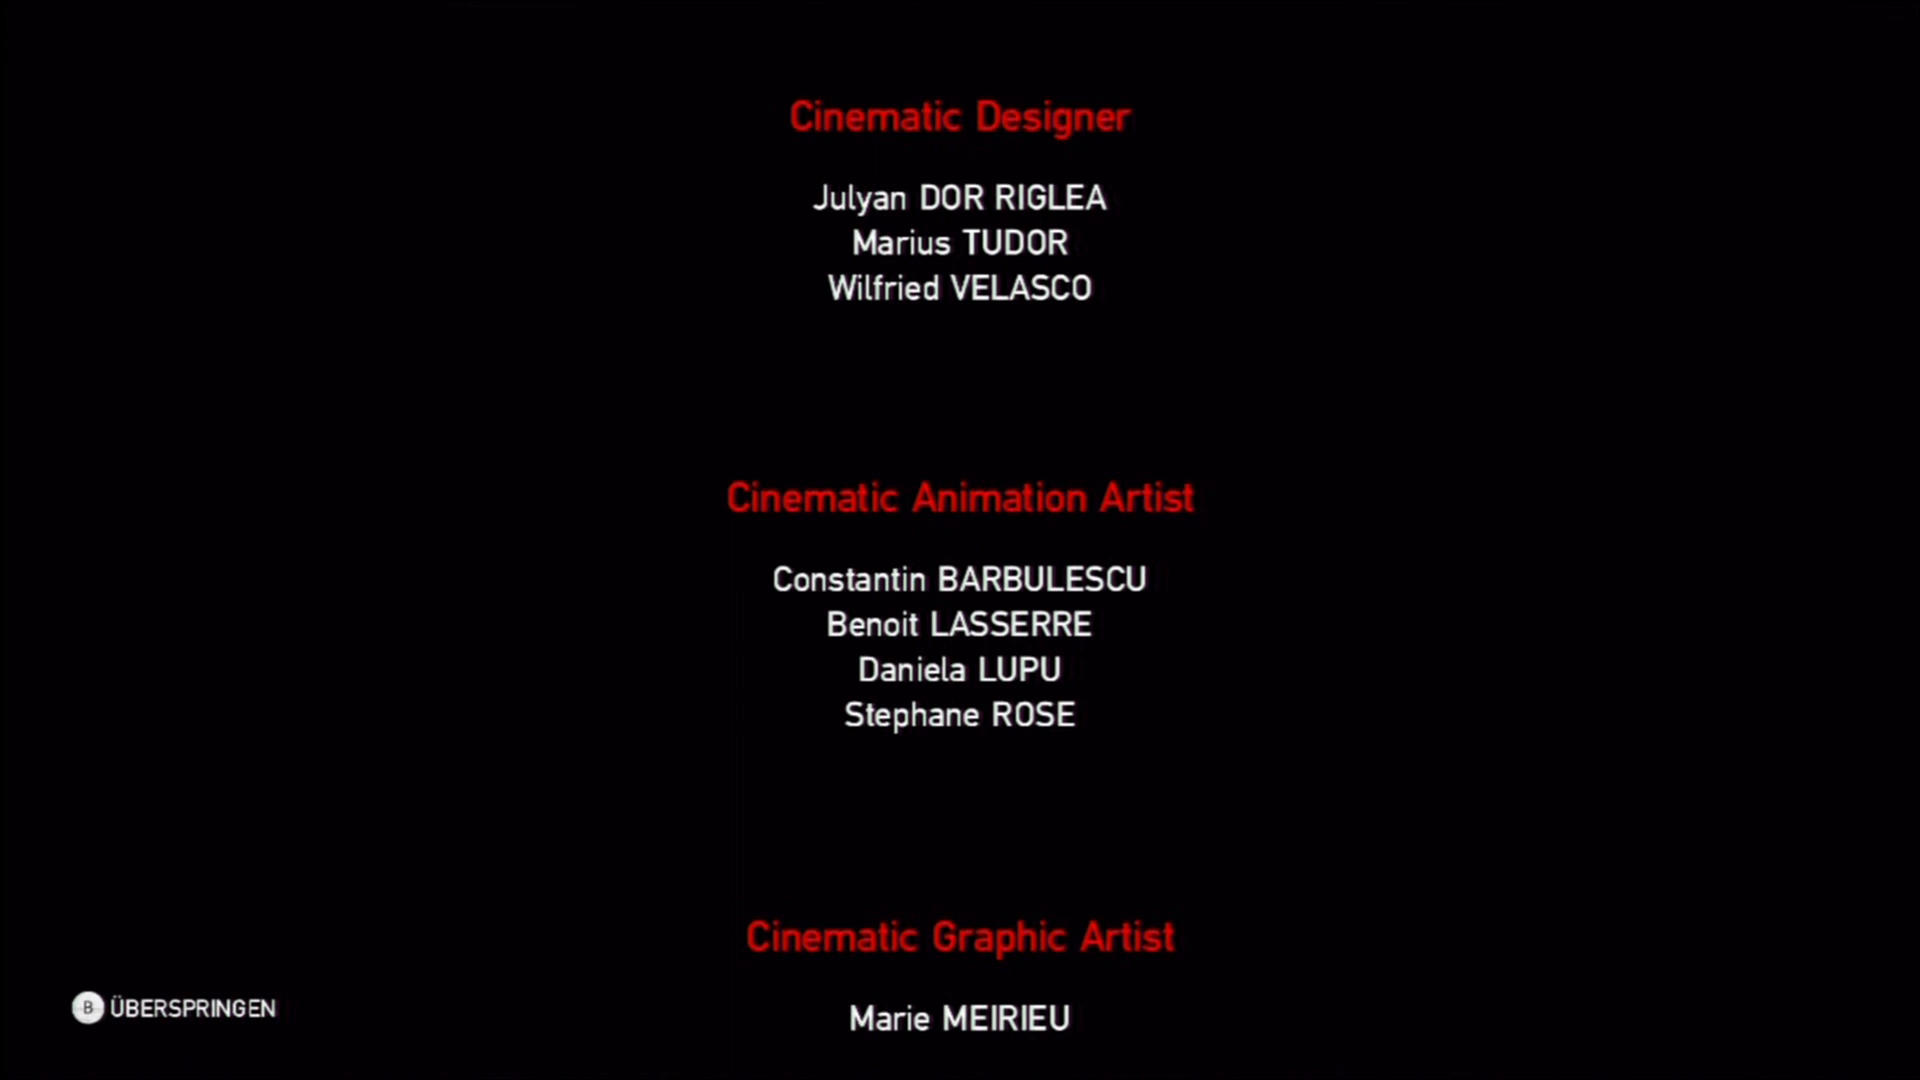 Cinematic Designer
Julyan DOR RIGLEA
Marius TUDOR
Wilfried VELASCO
Cinematic Animation Artist
Constantin BARBULESCU
Benoit LASSERRE
Daniela LUPU
Stephane ROSE
Cinematic Graphic Artist
Marie MEIRIEU
B ÜBERSPRINGEN